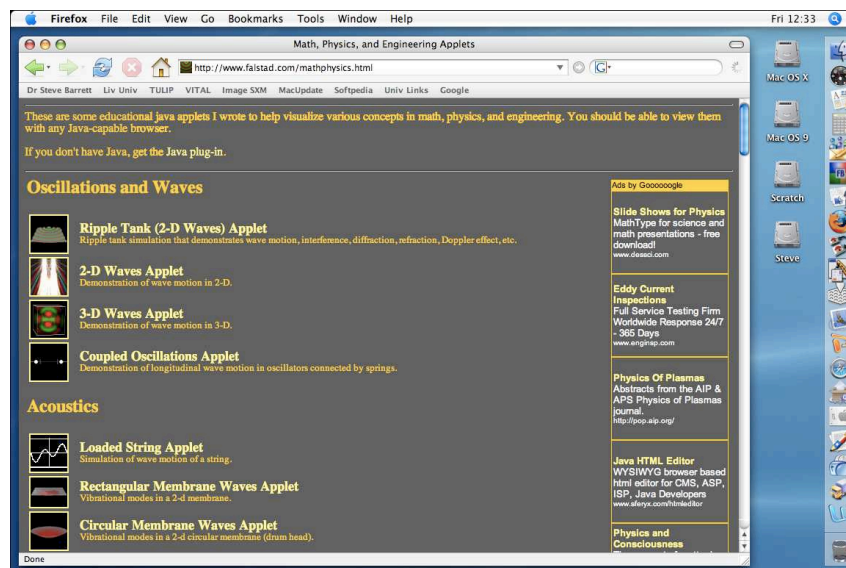 Firefox File Edit View Go Bookmarks Tools Window Help
Fri 12:33
Math, Physics, and Engineering Applets
http://www.falstad.com/mathphysics.html
G
Dr Steve Barrett Liv Univ TULIP VITAL Image SXM MacUpdate Softpedia Univ Links Google
These are some educational java applets I wrote to help visualize various concepts in math, physics, and engineering. You should be able to view them
with any Java-capable browser.
If you don't have Java, get the Java plug-in.
Oscillations and Waves
Ripple Tank (2-D Waves) Applet
Ripple tank simulation that demonstrates wave motion, interference, diffraction, refraction, Doppler effect, etc.
2-D Waves Applet
Demonstration of wave motion in 2-D.
3-D Waves Applet
Demonstration of wave motion in 3-D.
Coupled Oscillations Applet
Demonstration of longitudinal wave motion in oscillators connected by springs.
Acoustics
Loaded String Applet
Simulation of wave motion of a string.
Rectangular Membrane Waves Applet
Vibrational modes in a 2-d membrane.
Circular Membrane Waves Applet
Vibrational modes in a 2-d circular membrane (drum head).
Ads by Goooooogle
Slide Shows for Physics
MathType for science and
math presentations - free
download!
www.dessci.com
Eddy Current
Inspections
Full Service Testing Firm
Worldwide Response 24/7
- 365 Days
www.enginsp.com
Physics Of Plasmas
Abstracts from the AIP &
APS Physics of Plasmas
journal.
http://pop.aip.org/
Java HTML Editor
WYSIWYG browser based
html editor for CMS, ASP,
ISP, Java Developers
www.sferyx.com/htmleditor
Physics and
Consciousness
Done
Mac OS X
Mac OS 9
Scratch
Steve